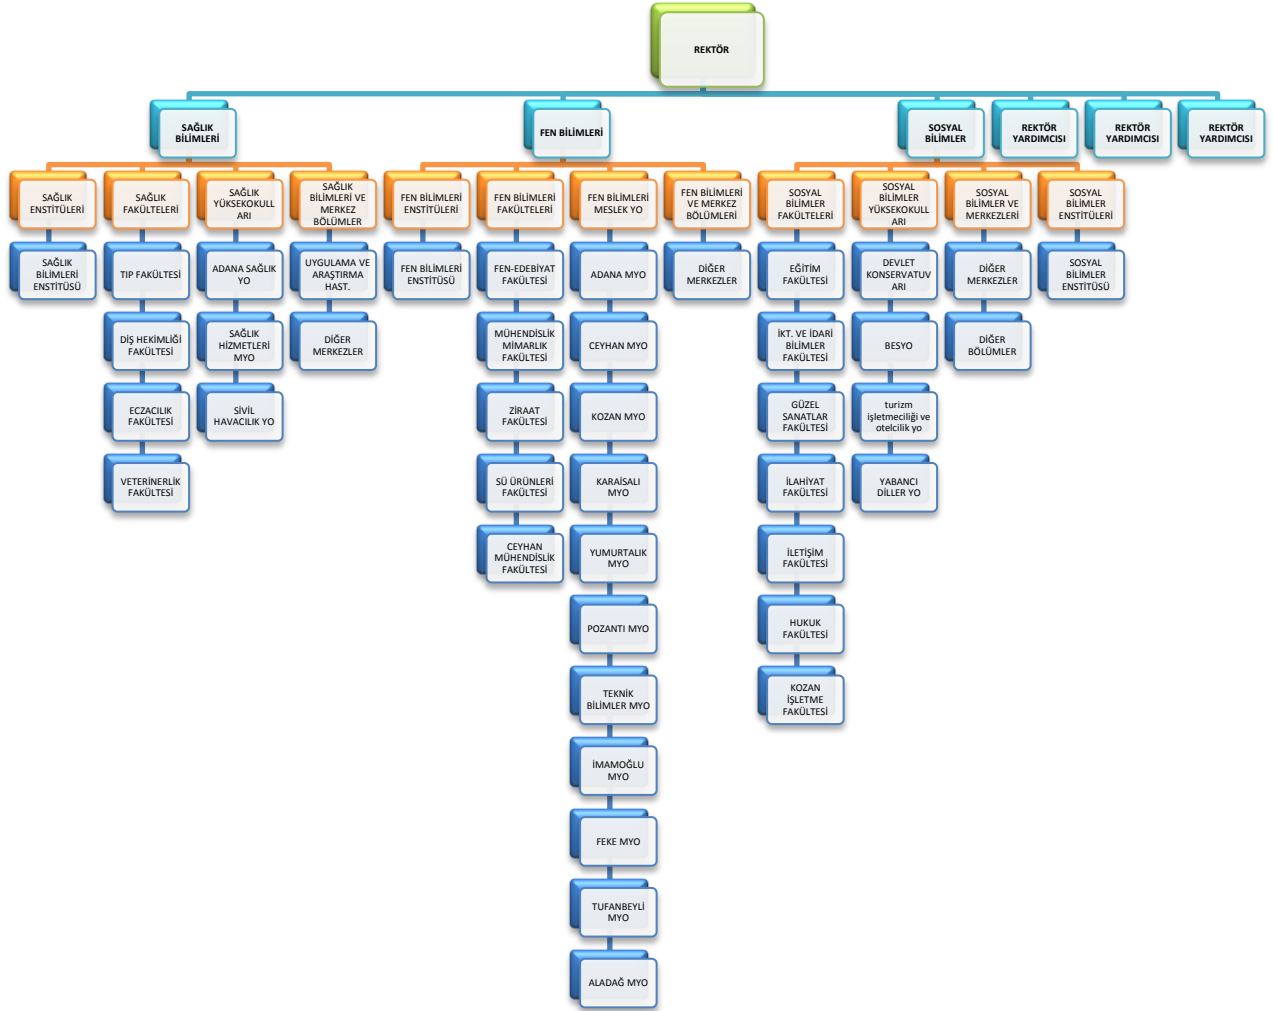 REKTÖR
SAĞLIK
BİLİMLERİ
FEN BİLİMLERİ
SOSYAL
BİLİMLER
REKTÖR
YARDIMCISI
REKTÖR
YARDIMCISI
REKTÖR
YARDIMCISI
SAĞLIK
ENSTİTÜLERİ
SAĞLIK
FAKÜLTELERİ
SAĞLIK
YÜKSEKOKULL
ARI
SAĞLIK
BİLİMLERİ VE
MERKEZ
BÖLÜMLER
FEN BİLİMLERİ
ENSTİTÜLERİ
FEN BİLİMLERİ
FAKÜLTELERİ
FEN BİLİMLERİ
MESLEK YO
FEN BİLİMLERİ
VE MERKEZ
BÖLÜMLERİ
SOSYAL
BİLİMLER
FAKÜLTELERİ
SOSYAL
BİLİMLER
YÜKSEKOKULL
ARI
SOSYAL
BİLİMLER VE
MERKEZLERİ
SOSYAL
BİLİMLER
ENSTİTÜLERİ
SAĞLIK
BİLİMLERİ
ENSTİTÜSÜ
TIP FAKÜLTESİ
ADANA SAĞLIK
YO
UYGULAMA VE
ARAŞTIRMA
HAST.
FEN BİLİMLERİ
ENSTİTÜSÜ
FEN-EDEBİYAT
FAKÜLTESİ
ADANA MYO
DİĞER
MERKEZLER
EĞİTİM
FAKÜLTESİ
DEVLET
KONSERVATUV
ARI
DİĞER
MERKEZLER
SOSYAL
BİLİMLER
ENSTİTÜSÜ
DİŞ HEKİMLİĞİ
FAKÜLTESİ
SAĞLIK
HİZMETLERİ
MYO
DİĞER
MERKEZLER
MÜHENDİSLİK
MİMARLIK
FAKÜLTESİ
CEYHAN MYO
İKT. VE İDARİ
BİLİMLER
FAKÜLTESİ
BESYO
DİĞER
BÖLÜMLER
ECZACILIK
FAKÜLTESİ
SİVİL
HAVACILIK YO
ZİRAAT
FAKÜLTESİ
KOZAN MYO
GÜZEL
SANATLAR
FAKÜLTESİ
turizm
işletmeciliği ve
otelcilik yo
VETERİNERLİK
FAKÜLTESİ
SÜ ÜRÜNLERİ
FAKÜLTESİ
KARAİSALI
MYO
İLAHİYAT
FAKÜLTESİ
YABANCI
DİLLER YO
CEYHAN
MÜHENDİSLİK
FAKÜLTESİ
YUMURTALIK
MYO
İLETİŞİM
FAKÜLTESİ
POZANTI MYO
HUKUK
FAKÜLTESİ
TEKNİK
BİLİMLER MYO
KOZAN
İŞLETME
FAKÜLTESİ
İMAMOĞLU
MYO
FEKE MYO
TUFANBEYLİ
MYO
ALADAĞ MYO